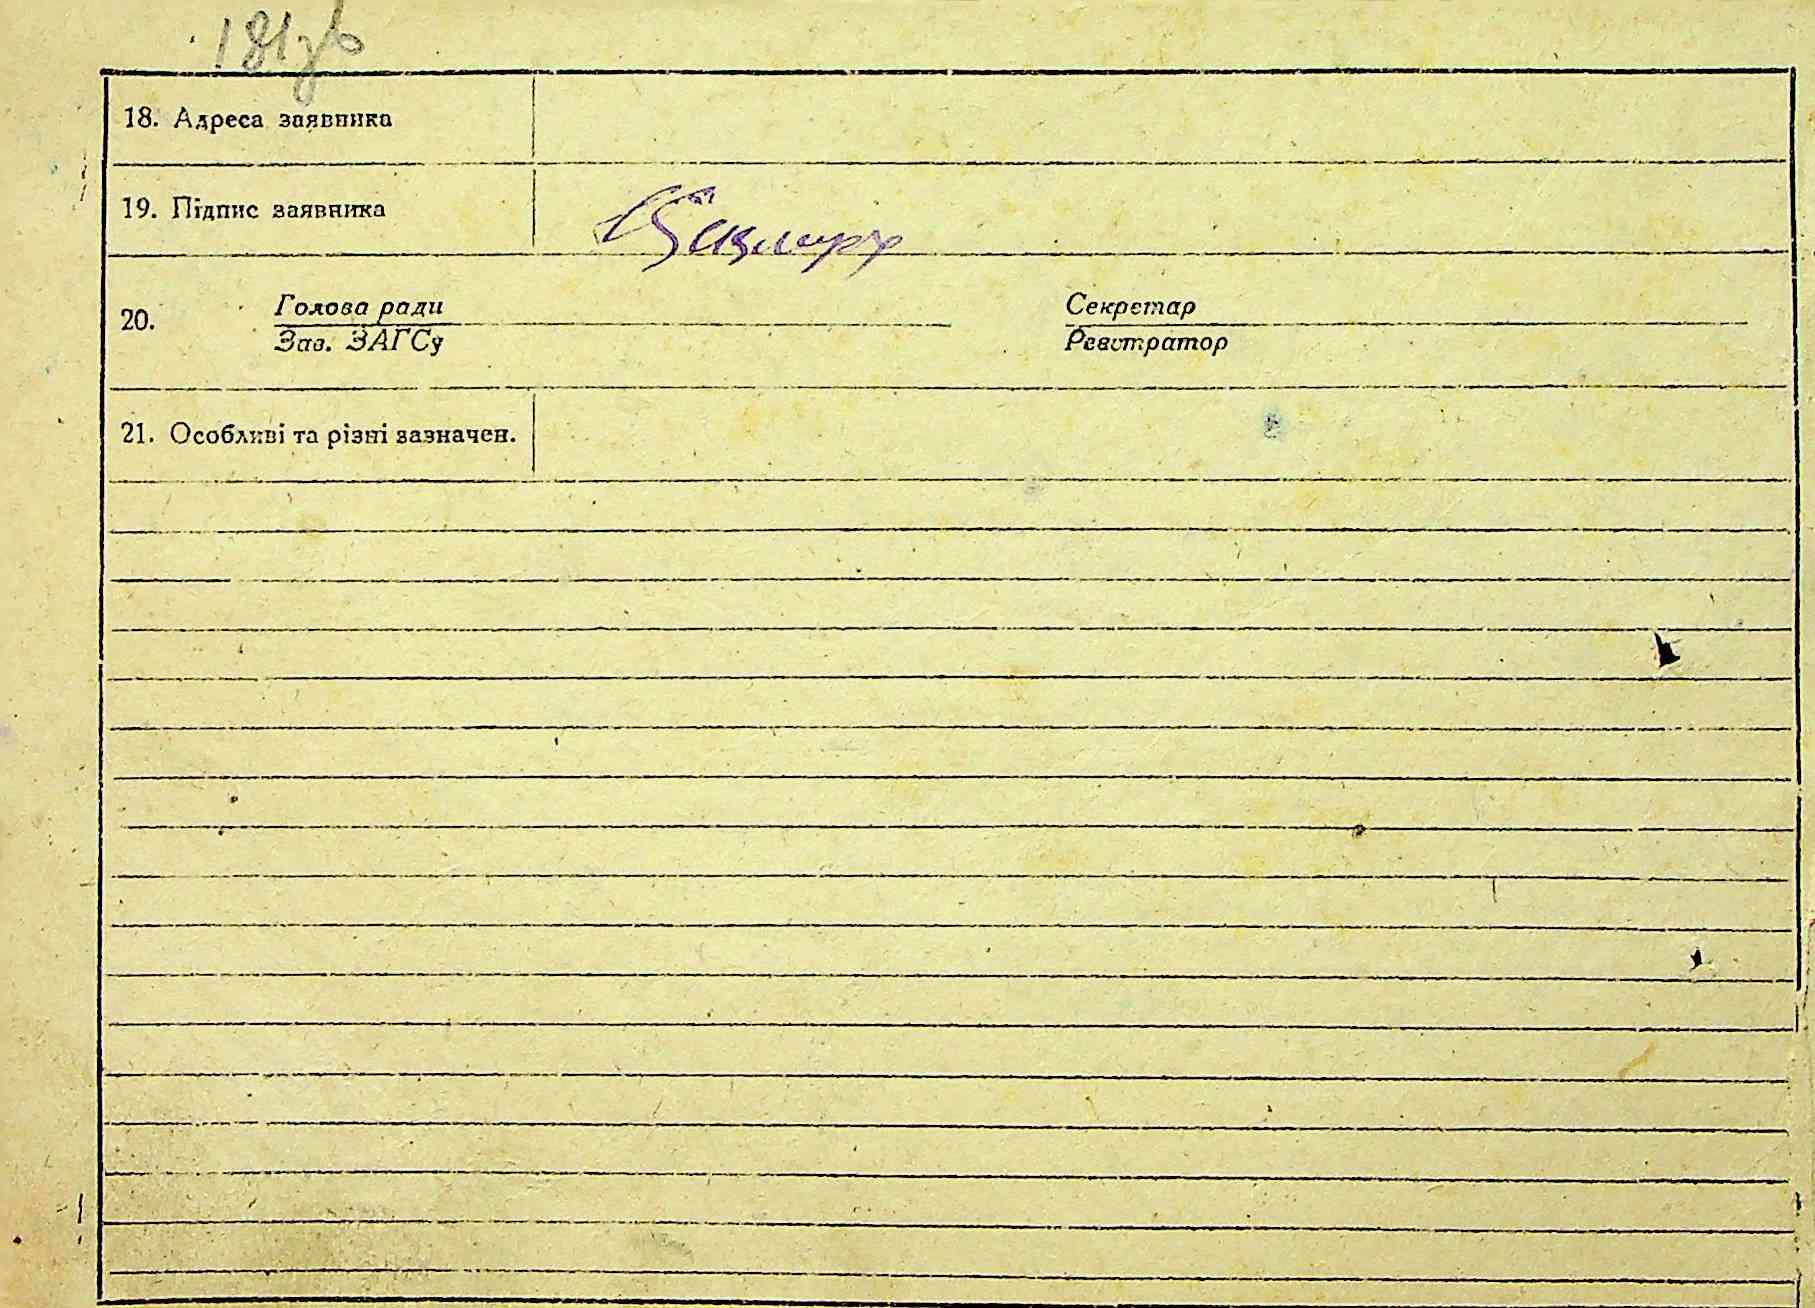 181зв
18. Адреса заявника
19. Підпис заявника
20. Голова ради Секретар
Зав. ЗАГСу Реєстратор
21. Особливі та різні зазначен.